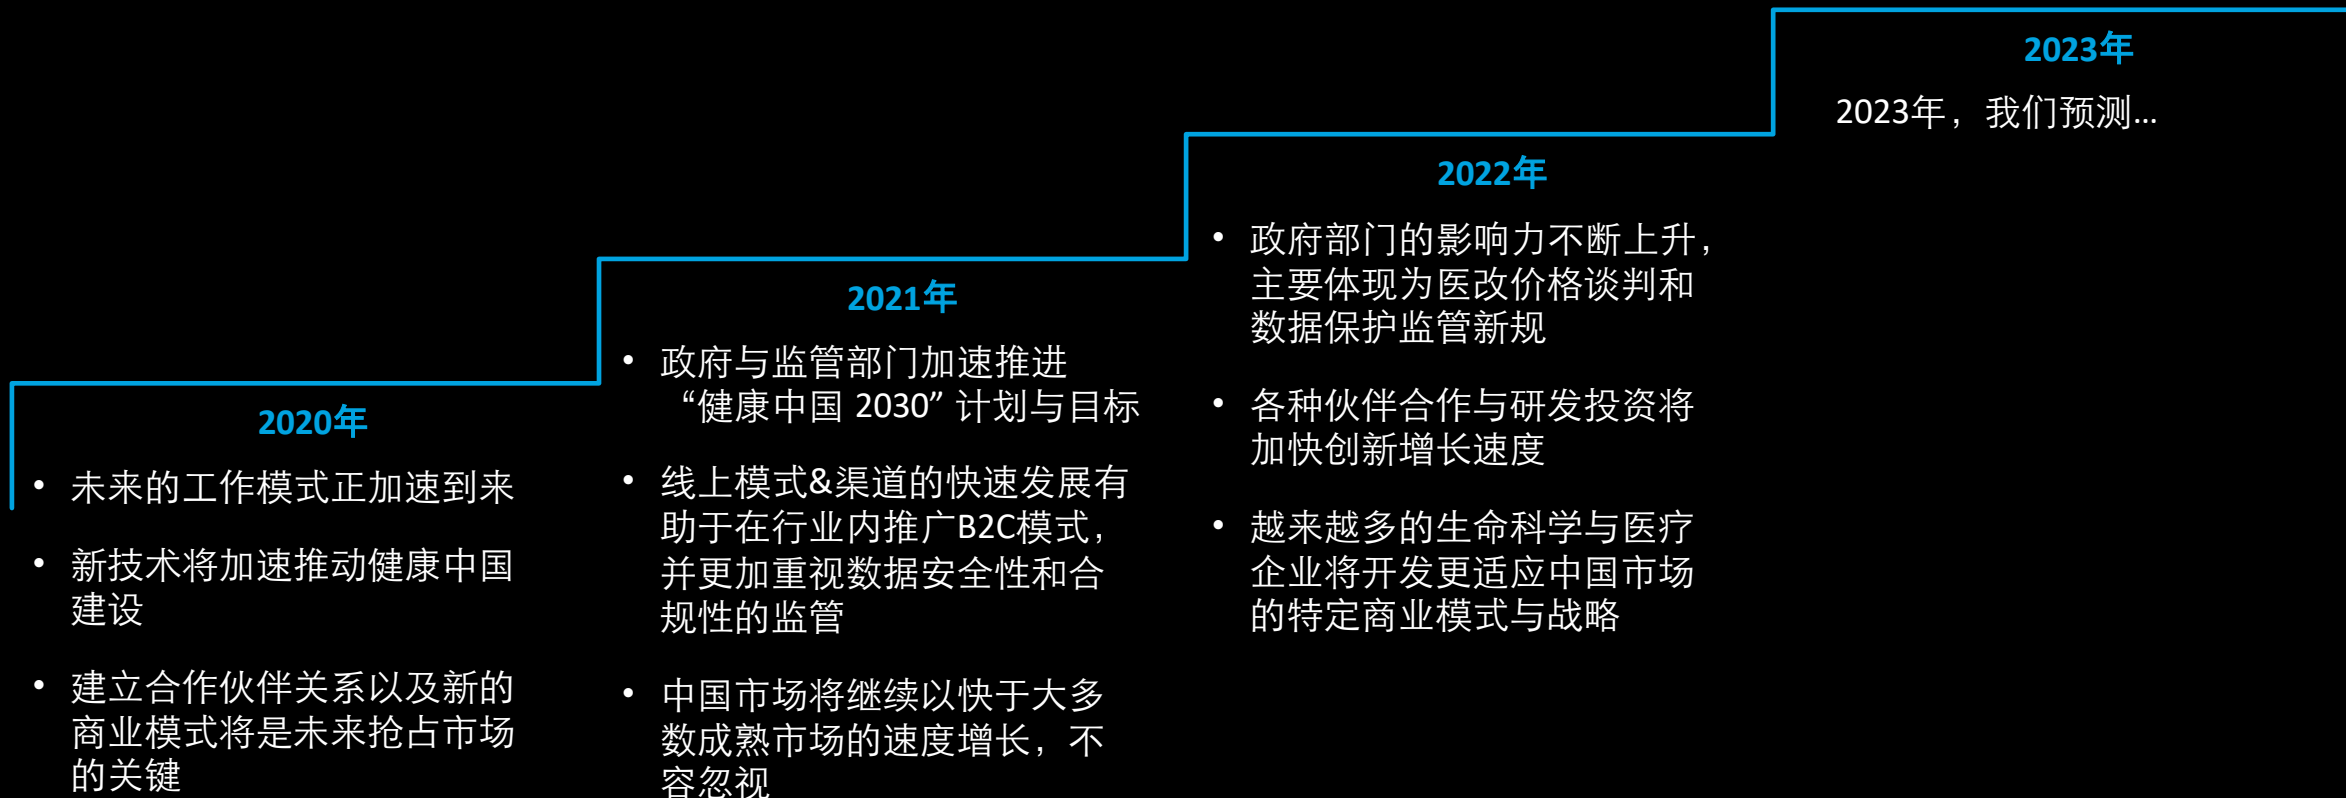 2020年
• 未来的工作模式正加速到来
• 新技术将加速推动健康中国
建设
• 建立合作伙伴关系以及新的
商业模式将是未来抢占市场
的关键
2021年
• 政府与监管部门加速推进
“健康中国 2030” 计划与目标
• 线上模式&渠道的快速发展有
助于在行业内推广B2C模式，
并更加重视数据安全性和合
规性的监管
• 中国市场将继续以快于大多
数成熟市场的速度增长，不
容忽视
2022年
• 政府部门的影响力不断上升，
主要体现为医改价格谈判和
数据保护监管新规
• 各种伙伴合作与研发投资将
加快创新增长速度
• 越来越多的生命科学与医疗
企业将开发更适应中国市场
的特定商业模式与战略
2023年
2023年，我们预测...